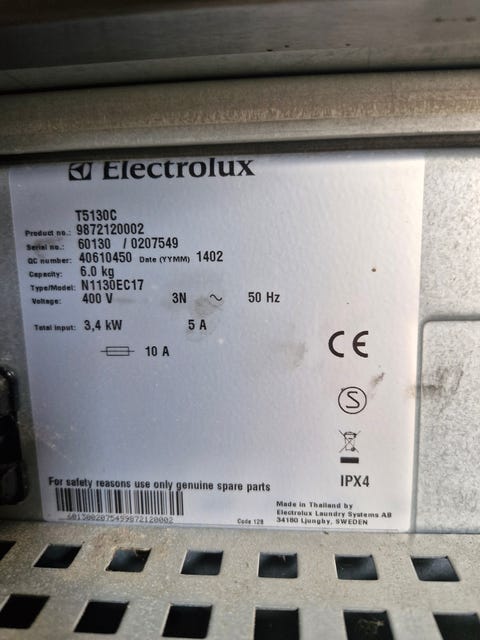 Electrolux
T5130C
Product no.: 9872120002
Serial no.: 60130 / 0207549
QC number: 40610450 Date (YYMM) 1402
Capacity: 6.0 kg
Type/Model: N1130EC17
Voltage: 400 V 3N ~ 50 Hz
Total input: 3,4 kW 5 A
10 A
CE
S
IPX4
For safety reasons use only genuine spare parts
6013002075499872120002
Code 128
Made in Thailand by
Electrolux Laundry Systems AB
34180 Ljungby, SWEDEN